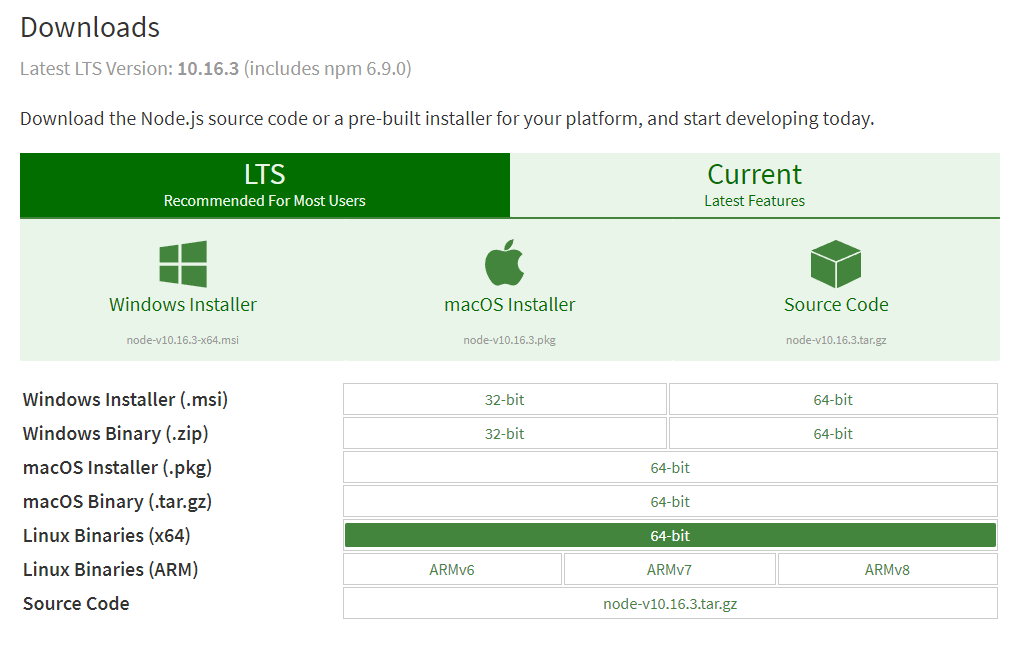 Downloads
Latest LTS Version: 10.16.3 (includes npm 6.9.0)
Download the Node.js source code or a pre-built installer for your platform, and start developing today.
LTS
Recommended For Most Users
Current
Latest Features
Windows Installer
node-v10.16.3-x64.msi
macOS Installer
node-v10.16.3.pkg
Source Code
node-v10.16.3.tar.gz
Windows Installer (.msi) 32-bit 64-bit
Windows Binary (.zip) 32-bit 64-bit
macOS Installer (.pkg) 64-bit
macOS Binary (.tar.gz) 64-bit
Linux Binaries (x64) 64-bit
Linux Binaries (ARM) ARMv6 ARMv7 ARMv8
Source Code node-v10.16.3.tar.gz